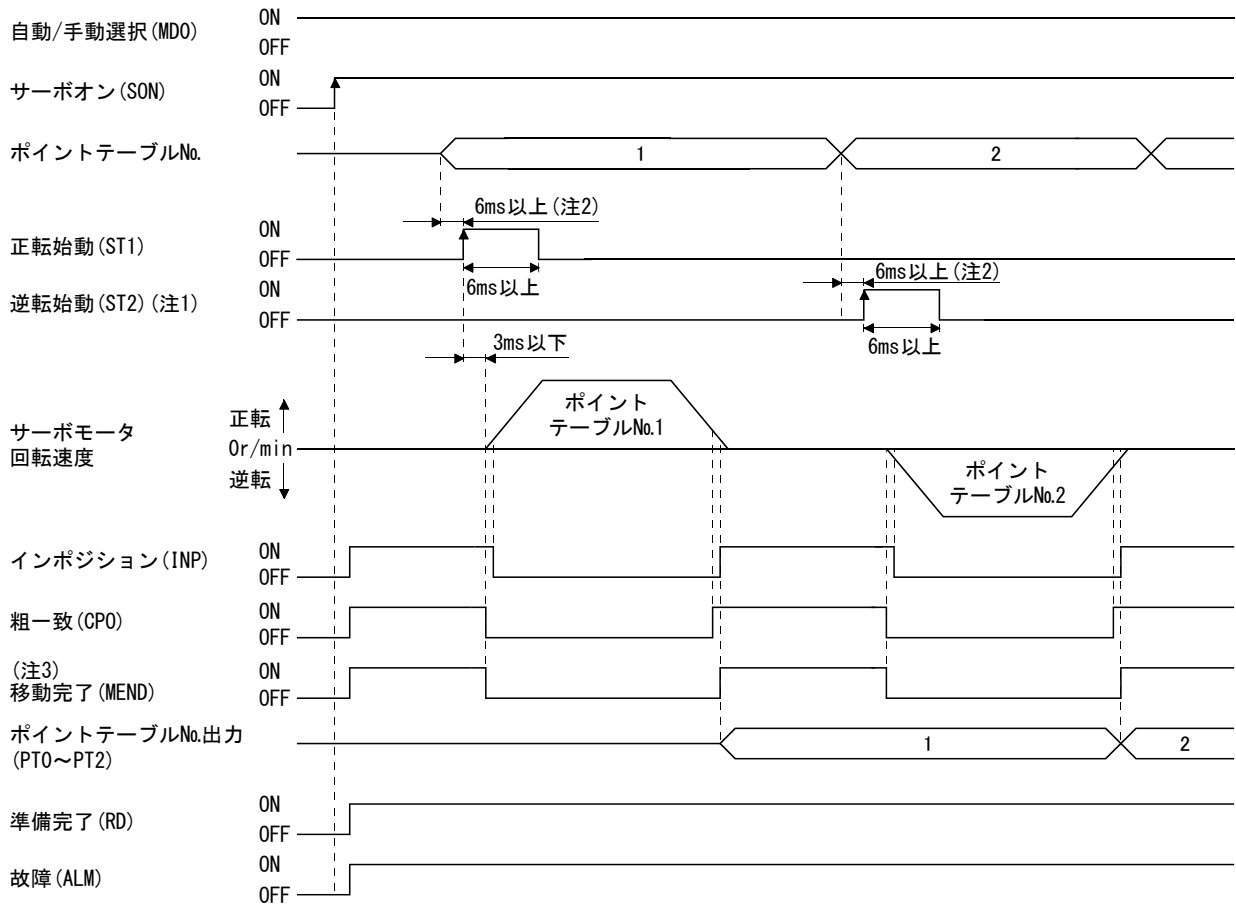 自動/手動選択(MD0)
ON
OFF
サーボオン(SON)
ON
OFF
ポイントテーブル№.
1
2
6ms以上(注2)
正転始動(ST1)
ON
OFF
6ms以上
6ms以上(注2)
逆転始動(ST2)(注1)
ON
OFF
6ms以上
3ms以下
サーボモータ
回転速度
正転
0r/min
逆転
ポイント
テーブル№1
ポイント
テーブル№2
インポジション(INP)
ON
OFF
粗一致(CPO)
ON
OFF
(注3)
移動完了(MEND)
ON
OFF
ポイントテーブル№出力
(PT0～PT2)
1
2
準備完了(RD)
ON
OFF
故障(ALM)
ON
OFF